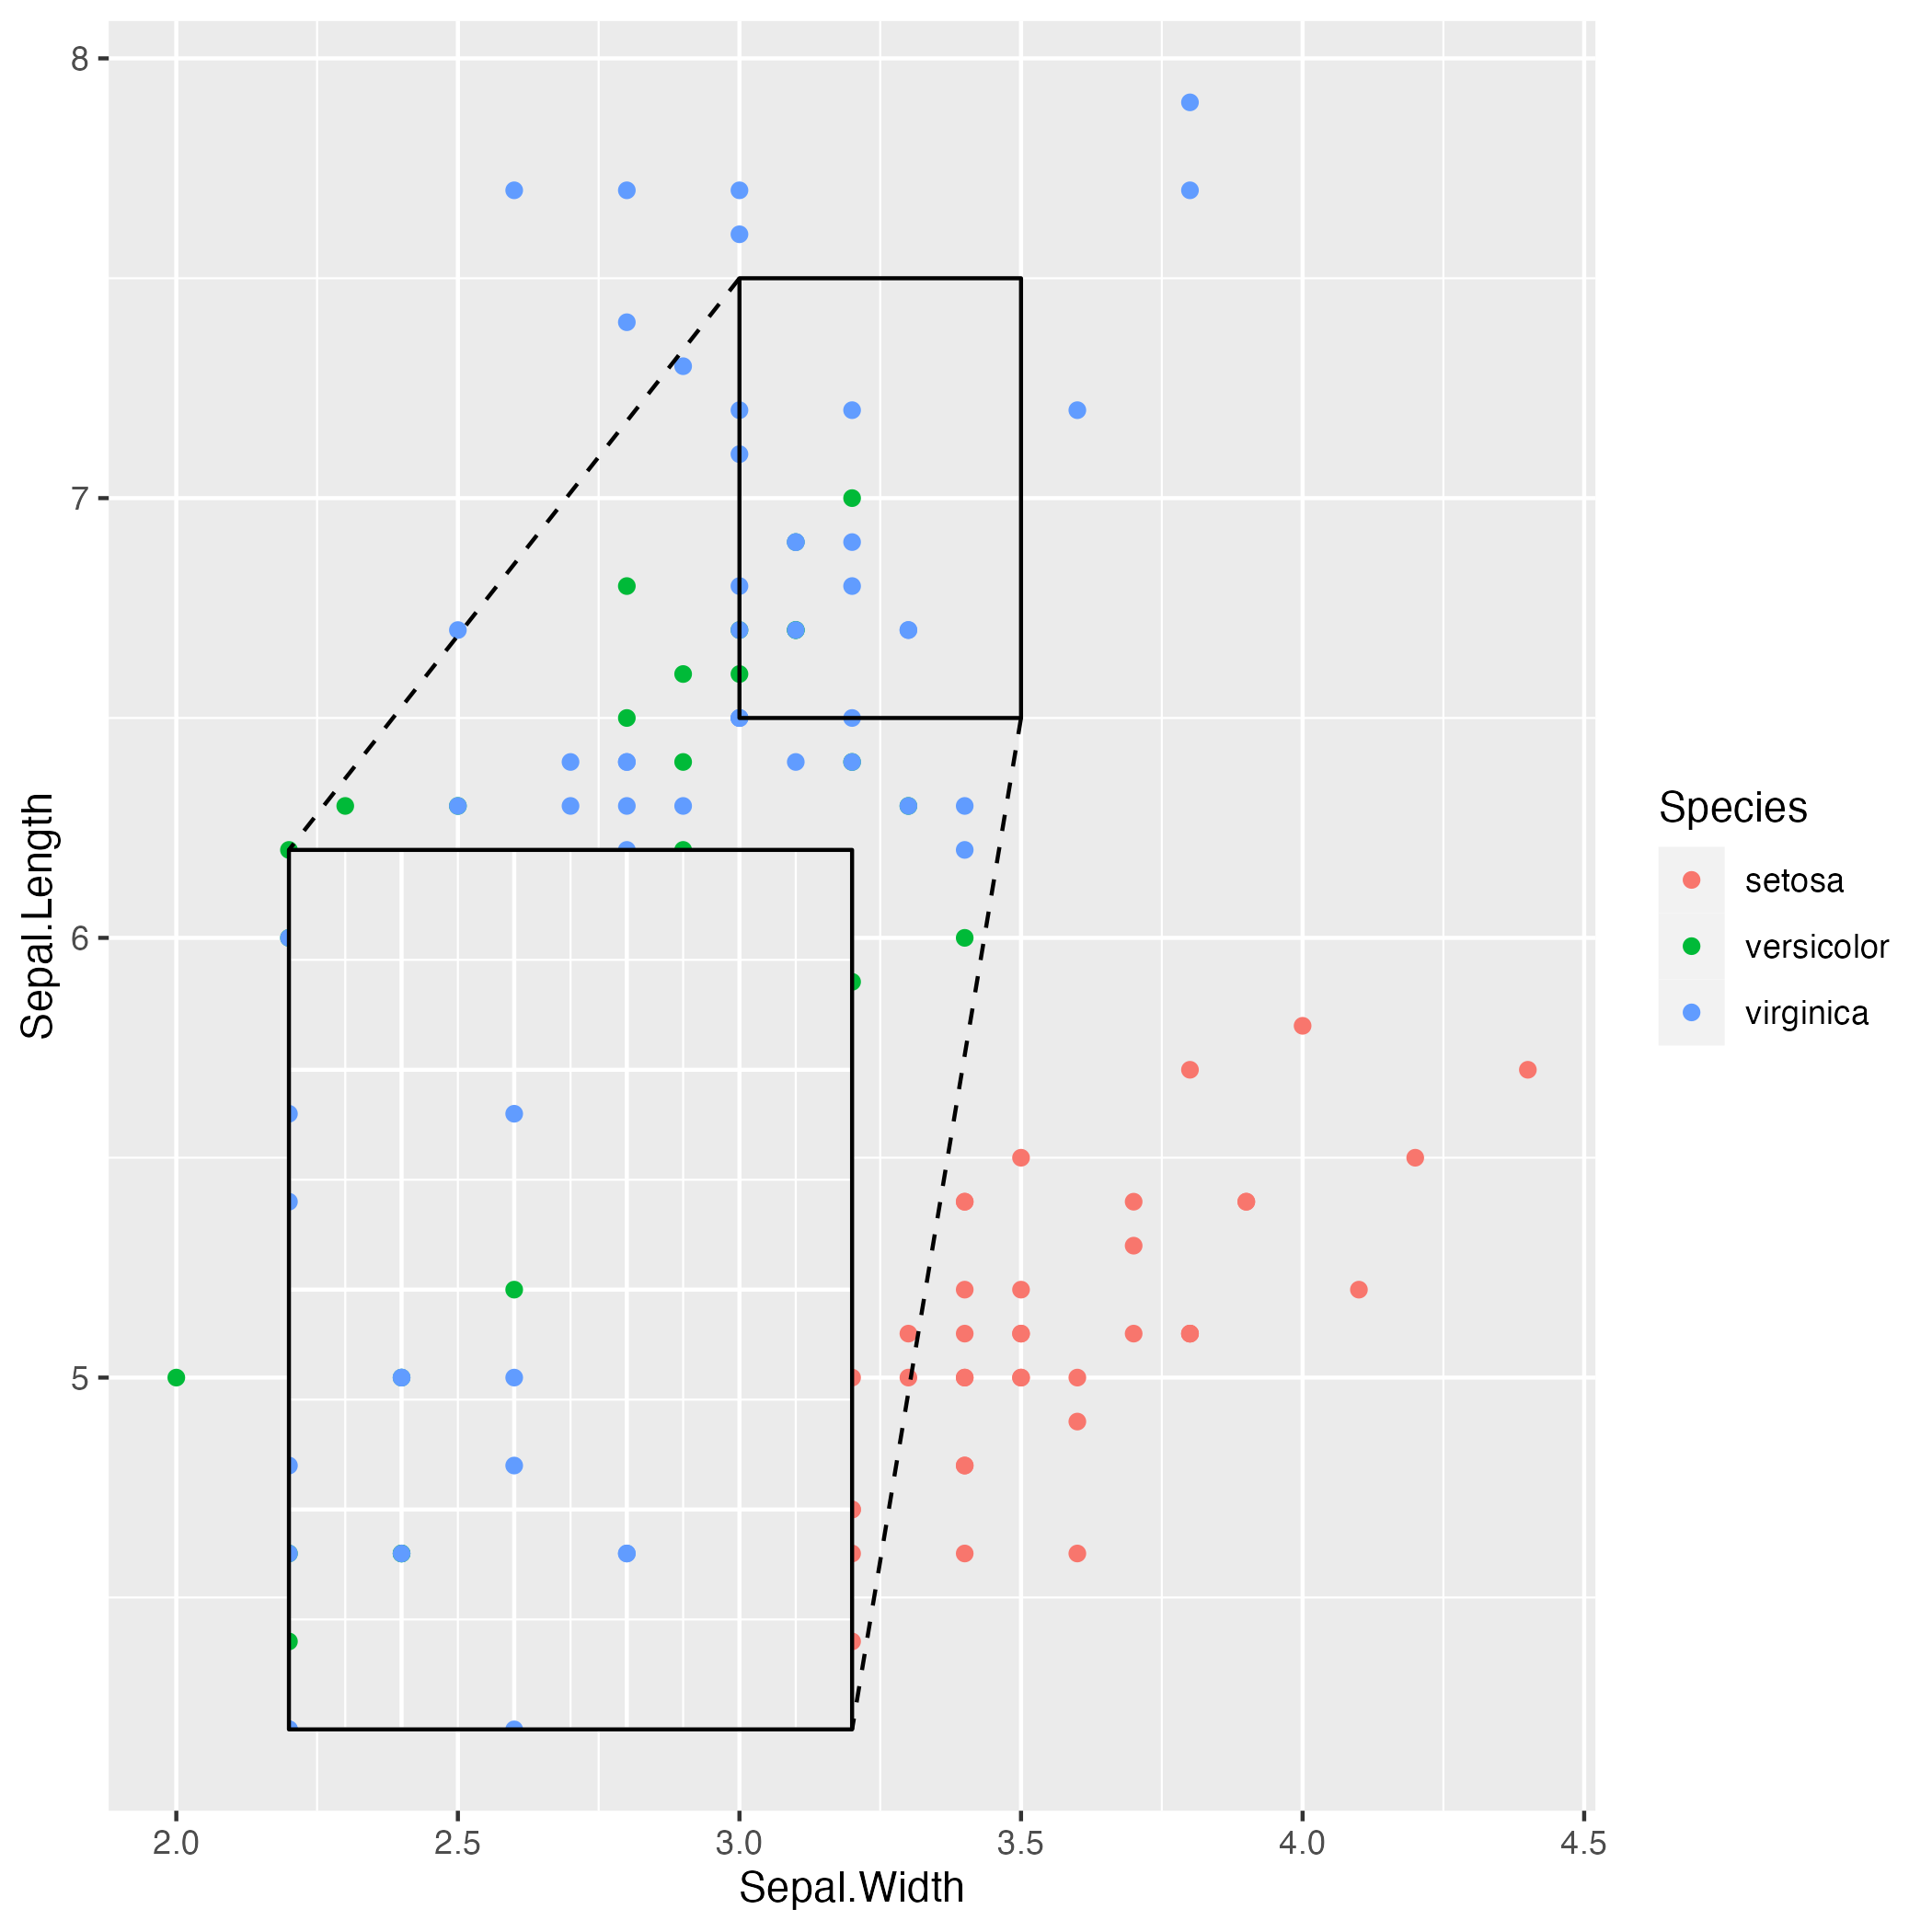 8
7
6
5
Sepal.Length
2.0 2.5 3.0 3.5 4.0 4.5
Sepal.Width
Species
setosa
versicolor
virginica